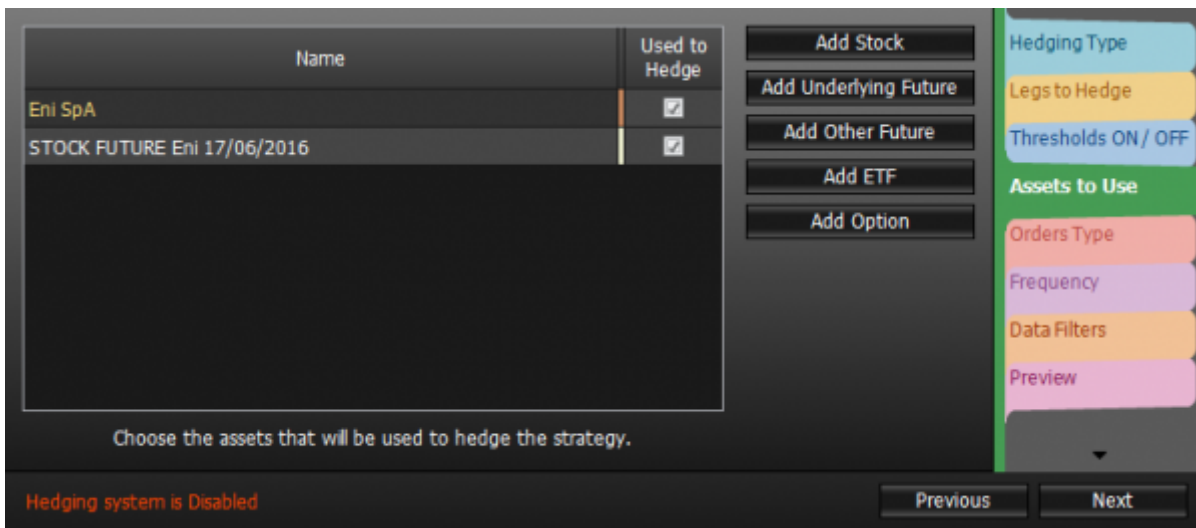 Name
Used to
Hedge
Eni SpA
STOCK FUTURE Eni 17/06/2016
Choose the assets that will be used to hedge the strategy.
Add Stock
Add Underlying Future
Add Other Future
Add ETF
Add Option
Hedging Type
Legs to Hedge
Thresholds ON / OFF
Assets to Use
Orders Type
Frequency
Data Filters
Preview
Hedging system is Disabled
Previous
Next